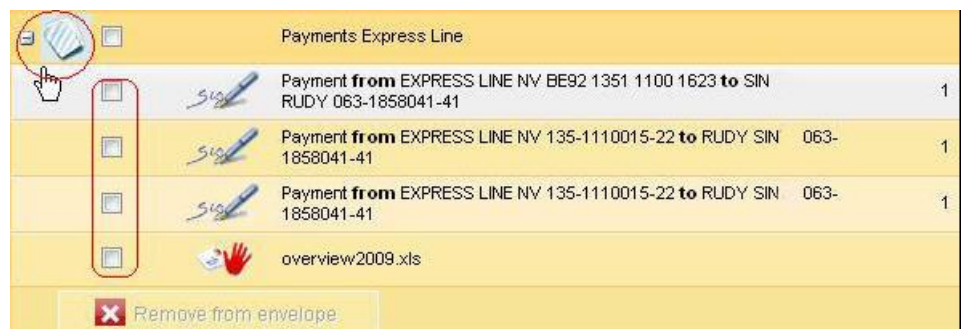 Payments Express Line
Payment from EXPRESS LINE NV BE92 1351 1100 1623 to SIN
RUDY 063-1858041-41
1
Payment from EXPRESS LINE NV 135-1110015-22 to RUDY SIN 063-
1858041-41
1
Payment from EXPRESS LINE NV 135-1110015-22 to RUDY SIN 063-
1858041-41
1
overview2009.xls
Remove from envelope